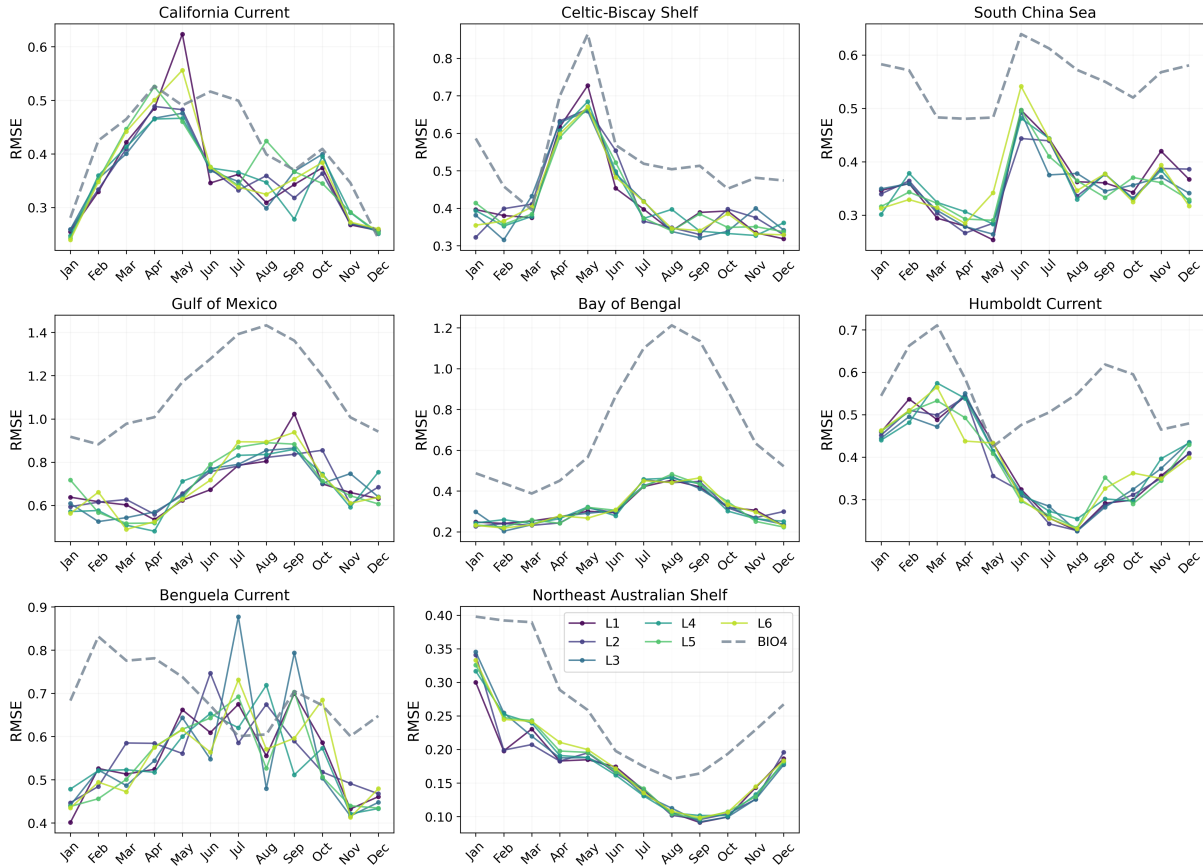 California Current
RMSE
0.6
0.5
0.4
0.3
Jan Feb Mar Apr May Jun Jul Aug Sep Oct Nov Dec
Celtic-Biscay Shelf
RMSE
0.8
0.7
0.6
0.5
0.4
0.3
Jan Feb Mar Apr May Jun Jul Aug Sep Oct Nov Dec
South China Sea
RMSE
0.6
0.5
0.4
0.3
Jan Feb Mar Apr May Jun Jul Aug Sep Oct Nov Dec
Gulf of Mexico
RMSE
1.4
1.2
1.0
0.8
0.6
Jan Feb Mar Apr May Jun Jul Aug Sep Oct Nov Dec
Bay of Bengal
RMSE
1.2
1.0
0.8
0.6
0.4
0.2
Jan Feb Mar Apr May Jun Jul Aug Sep Oct Nov Dec
Humboldt Current
RMSE
0.7
0.6
0.5
0.4
0.3
Jan Feb Mar Apr May Jun Jul Aug Sep Oct Nov Dec
Benguela Current
RMSE
0.9
0.8
0.7
0.6
0.5
0.4
Jan Feb Mar Apr May Jun Jul Aug Sep Oct Nov Dec
Northeast Australian Shelf
RMSE
0.40
0.35
0.30
0.25
0.20
0.15
0.10
Jan Feb Mar Apr May Jun Jul Aug Sep Oct Nov Dec
L1 L4 L6
L2 L5 BIO4
L3